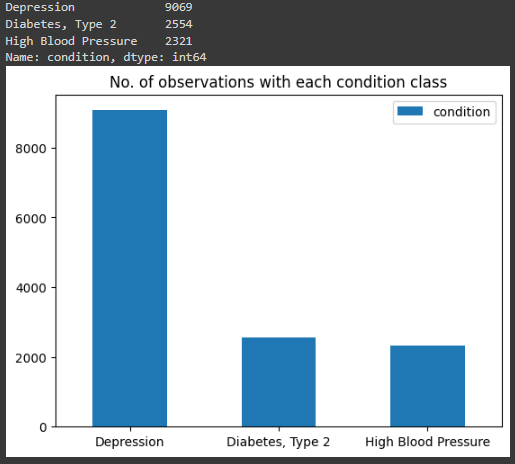 Depression 9069
Diabetes, Type 2 2554
High Blood Pressure 2321
Name: condition, dtype: int64
No. of observations with each condition class
condition
8000
6000
4000
2000
0
Depression Diabetes, Type 2 High Blood Pressure